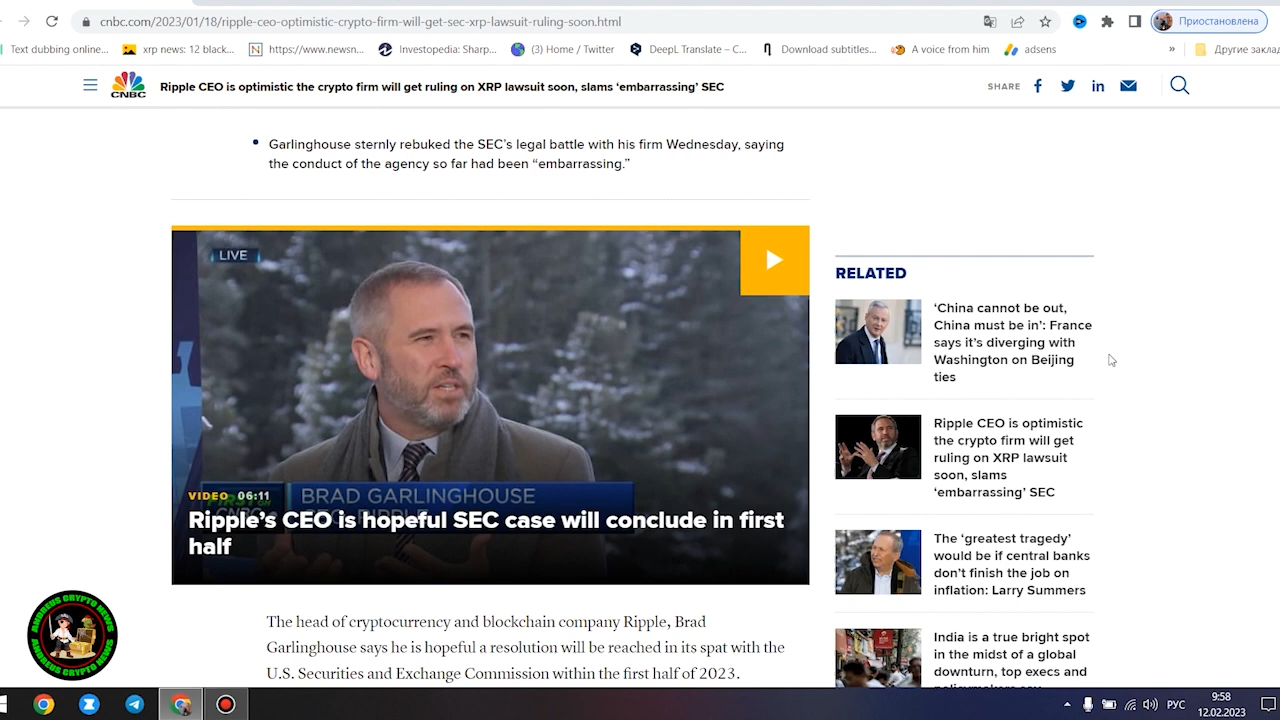 cnbc.com/2023/01/18/ripple-ceo-optimistic-crypto-firm-will-get-sec-xrp-lawsuit-ruling-soon.html
Приостановлена
Text dubbing online...
xrp news: 12 black...
https://www.newsn...
Investopedia: Sharp...
(3) Home / Twitter
DeepL Translate – C...
Download subtitles...
A voice from him
adsens
»
Другие закла
CNBC
Ripple CEO is optimistic the crypto firm will get ruling on XRP lawsuit soon, slams ‘embarrassing’ SEC
SHARE
Garlinghouse sternly rebuked the SEC’s legal battle with his firm Wednesday, saying
the conduct of the agency so far had been “embarrassing.”
LIVE
BRAD GARLINGHOUSE
VIDEO 06:11
Ripple’s CEO is hopeful SEC case will conclude in first
half
The head of cryptocurrency and blockchain company Ripple, Brad
Garlinghouse says he is hopeful a resolution will be reached in its spat with the
U.S. Securities and Exchange Commission within the first half of 2023.
RELATED
‘China cannot be out,
China must be in’: France
says it’s diverging with
Washington on Beijing
ties
Ripple CEO is optimistic
the crypto firm will get
ruling on XRP lawsuit
soon, slams
‘embarrassing’ SEC
The ‘greatest tragedy’
would be if central banks
don’t finish the job on
inflation: Larry Summers
India is a true bright spot
in the midst of a global
downturn, top execs and
ANDREUS CRYPTO NEWS
ANDREUS CRYPTO NEWS
РУС
9:58
12.02.2023